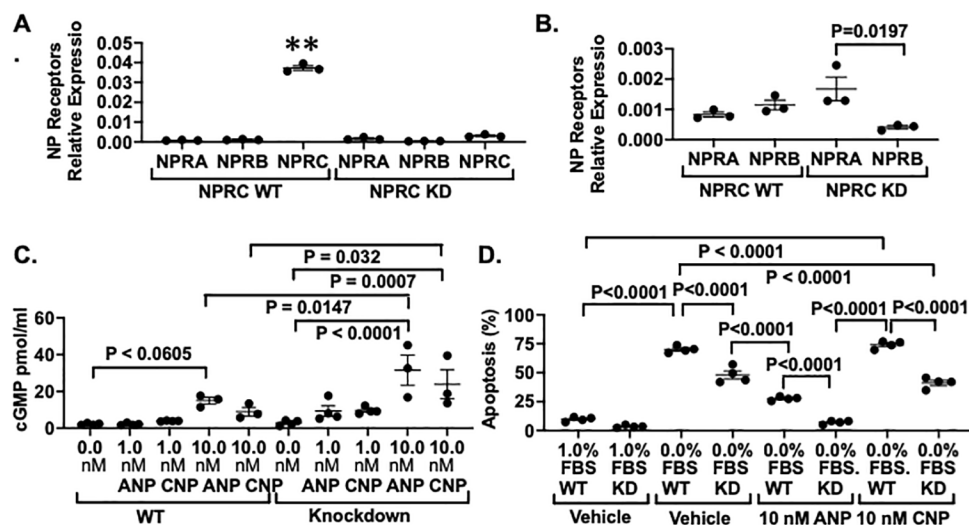 A.
NP Receptors
Relative Expressio
0.05
0.04
0.03
0.02
0.01
0.00
**
NPRA NPRB NPRC NPRA NPRB NPRC
NPRC WT NPRC KD
B.
NP Receptors
Relative Expressio
0.003
0.002
0.001
0.000
P=0.0197
NPRA NPRB NPRA NPRB
NPRC WT NPRC KD
C.
cGMP pmol/ml
60
40
20
0
P = 0.032
P = 0.0007
P = 0.0147
P < 0.0001
P < 0.0605
0.0 1.0 1.0 10.0 10.0 0.0 1.0 1.0 10.0 10.0
nM nM nM nM nM nM nM nM nM nM
ANP CNP ANP CNP ANP CNP ANP CNP
WT Knockdown
D.
Apoptosis (%)
75
50
25
0
P < 0.0001
P < 0.0001
P<0.0001 P<0.0001 P<0.0001 P<0.0001
P<0.0001
P<0.0001
1.0% 1.0% 0.0% 0.0% 0.0% 0.0% 0.0% 0.0%
FBS FBS FBS FBS FBS FBS. FBS. FBS
WT KD WT KD WT KD WT KD
Vehicle Vehicle 10 nM ANP 10 nM CNP